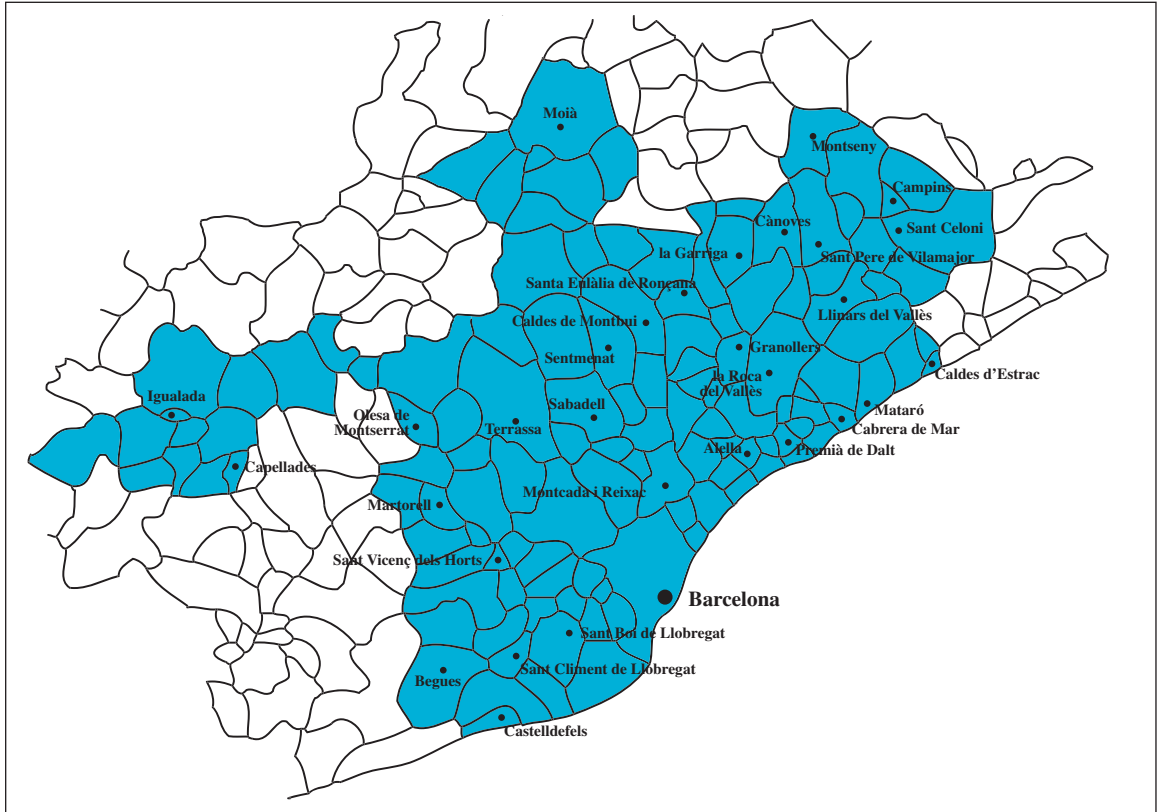 Moià
Montseny
Campins
Cànoves
Sant Celoni
la Garriga
Sant Pere de Vilamajor
Santa Eulàlia de Ronçana
Llinars del Vallès
Caldes de Montbui
Sentmenat
Granollers
Caldes d’Estrac
la Roca
del Vallès
Igualada
Sabadell
Mataró
Olesa de
Montserrat
Terrassa
Cabrera de Mar
Alella
Premià de Dalt
Capellades
Montcada i Reixac
Martorell
Sant Vicenç dels Horts
Barcelona
Sant Boi de Llobregat
Sant Climent de Llobregat
Begues
Castelldefels